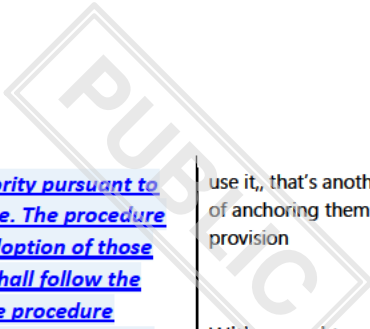 PUBLIC
ority pursuant to
e. The procedure
loption of those
hall follow the
e procedure
use it,, that's anoth
of anchoring them
provision